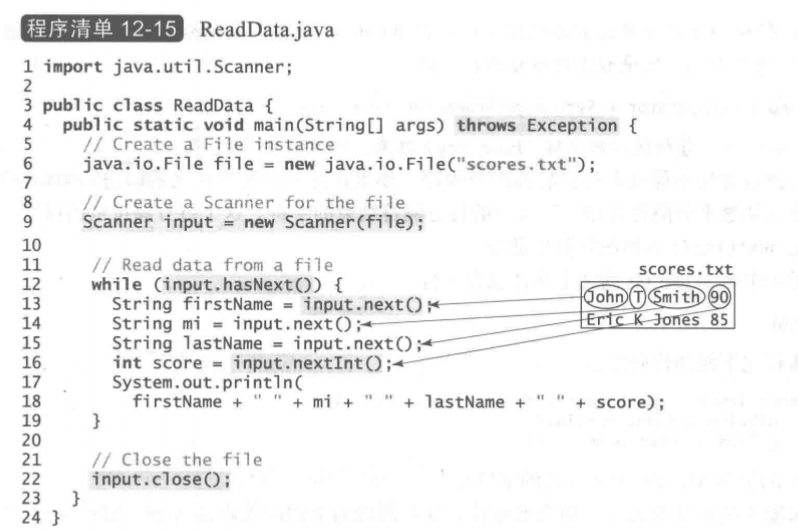 程序清单 12-15 ReadData.java
1 import java.util.Scanner;
2
3 public class ReadData {
4 public static void main(String[] args) throws Exception {
5 // Create a File instance
6 java.io.File file = new java.io.File("scores.txt");
7
8 // Create a Scanner for the file
9 Scanner input = new Scanner(file);
10
11 // Read data from a file
12 while (input.hasNext()) {
13 String firstName = input.next();
14 String mi = input.next();
15 String lastName = input.next();
16 int score = input.nextInt();
17 System.out.println(
18 firstName + " " + mi + " " + lastName + " " + score);
19 }
20
21 // Close the file
22 input.close();
23 }
24 }
scores.txt
John T Smith 90
Eric K Jones 85